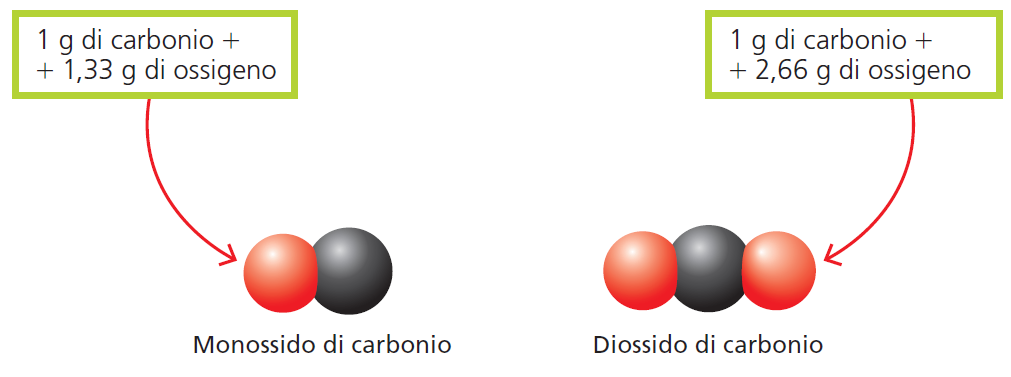 1 g di carbonio +
+ 1,33 g di ossigeno
1 g di carbonio +
+ 2,66 g di ossigeno
Monossido di carbonio
Diossido di carbonio